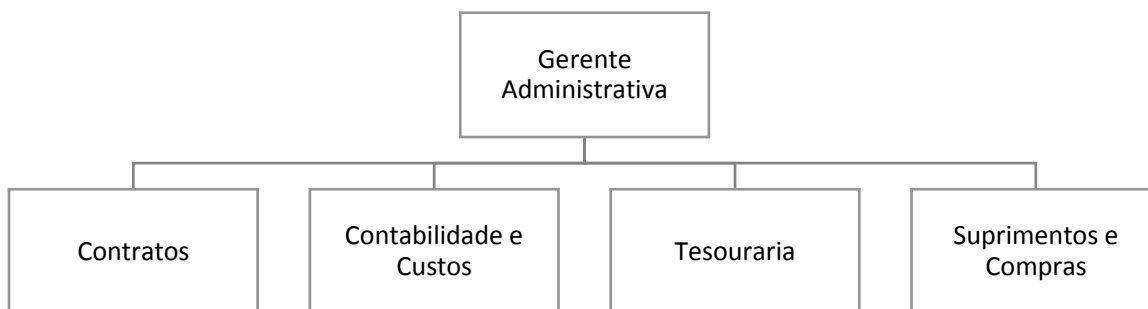 Gerente
Administrativa
Contratos
Contabilidade e
Custos
Tesouraria
Suprimentos e
Compras